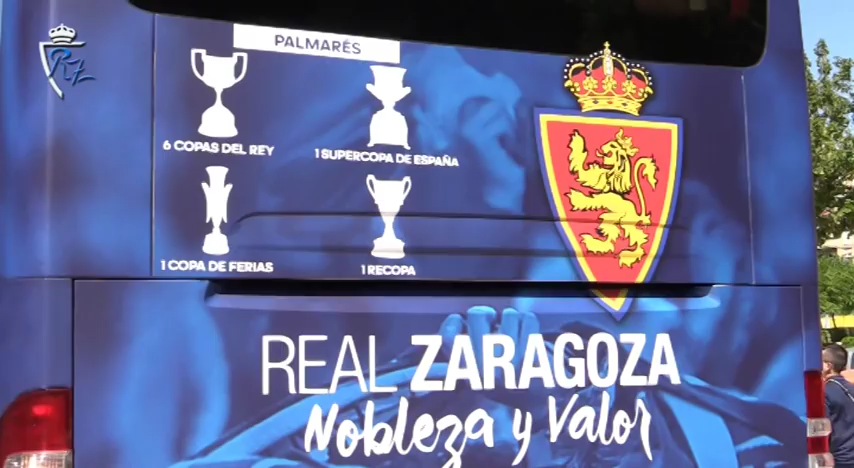 RZ
PALMARÉS
6 COPAS DEL REY
1 SUPERCOPA DE ESPAÑA
1 COPA DE FERIAS
1 RECOPA
REAL ZARAGOZA
Nobleza y Valor